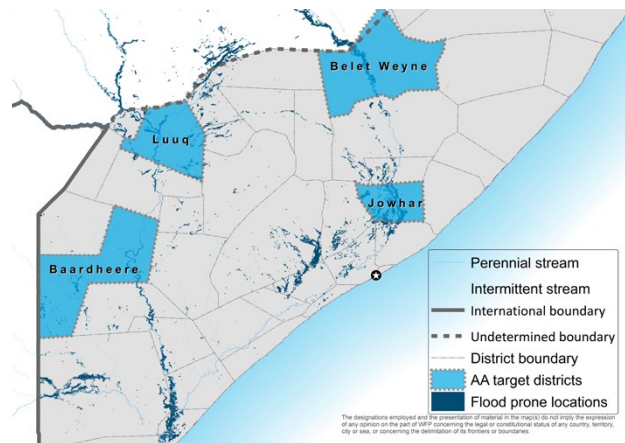 Belet Weyne
Luuq
Jowhar
Baardheere
Perennial stream
Intermittent stream
International boundary
Undetermined boundary
District boundary
AA target districts
Flood prone locations
The designations employed and the presentation of material in the map(s) do not imply the expression
of any opinion on the part of WFP concerning the legal or constitutional status of any country, territory,
city or sea, or concerning the delimitation of its frontiers or boundaries.